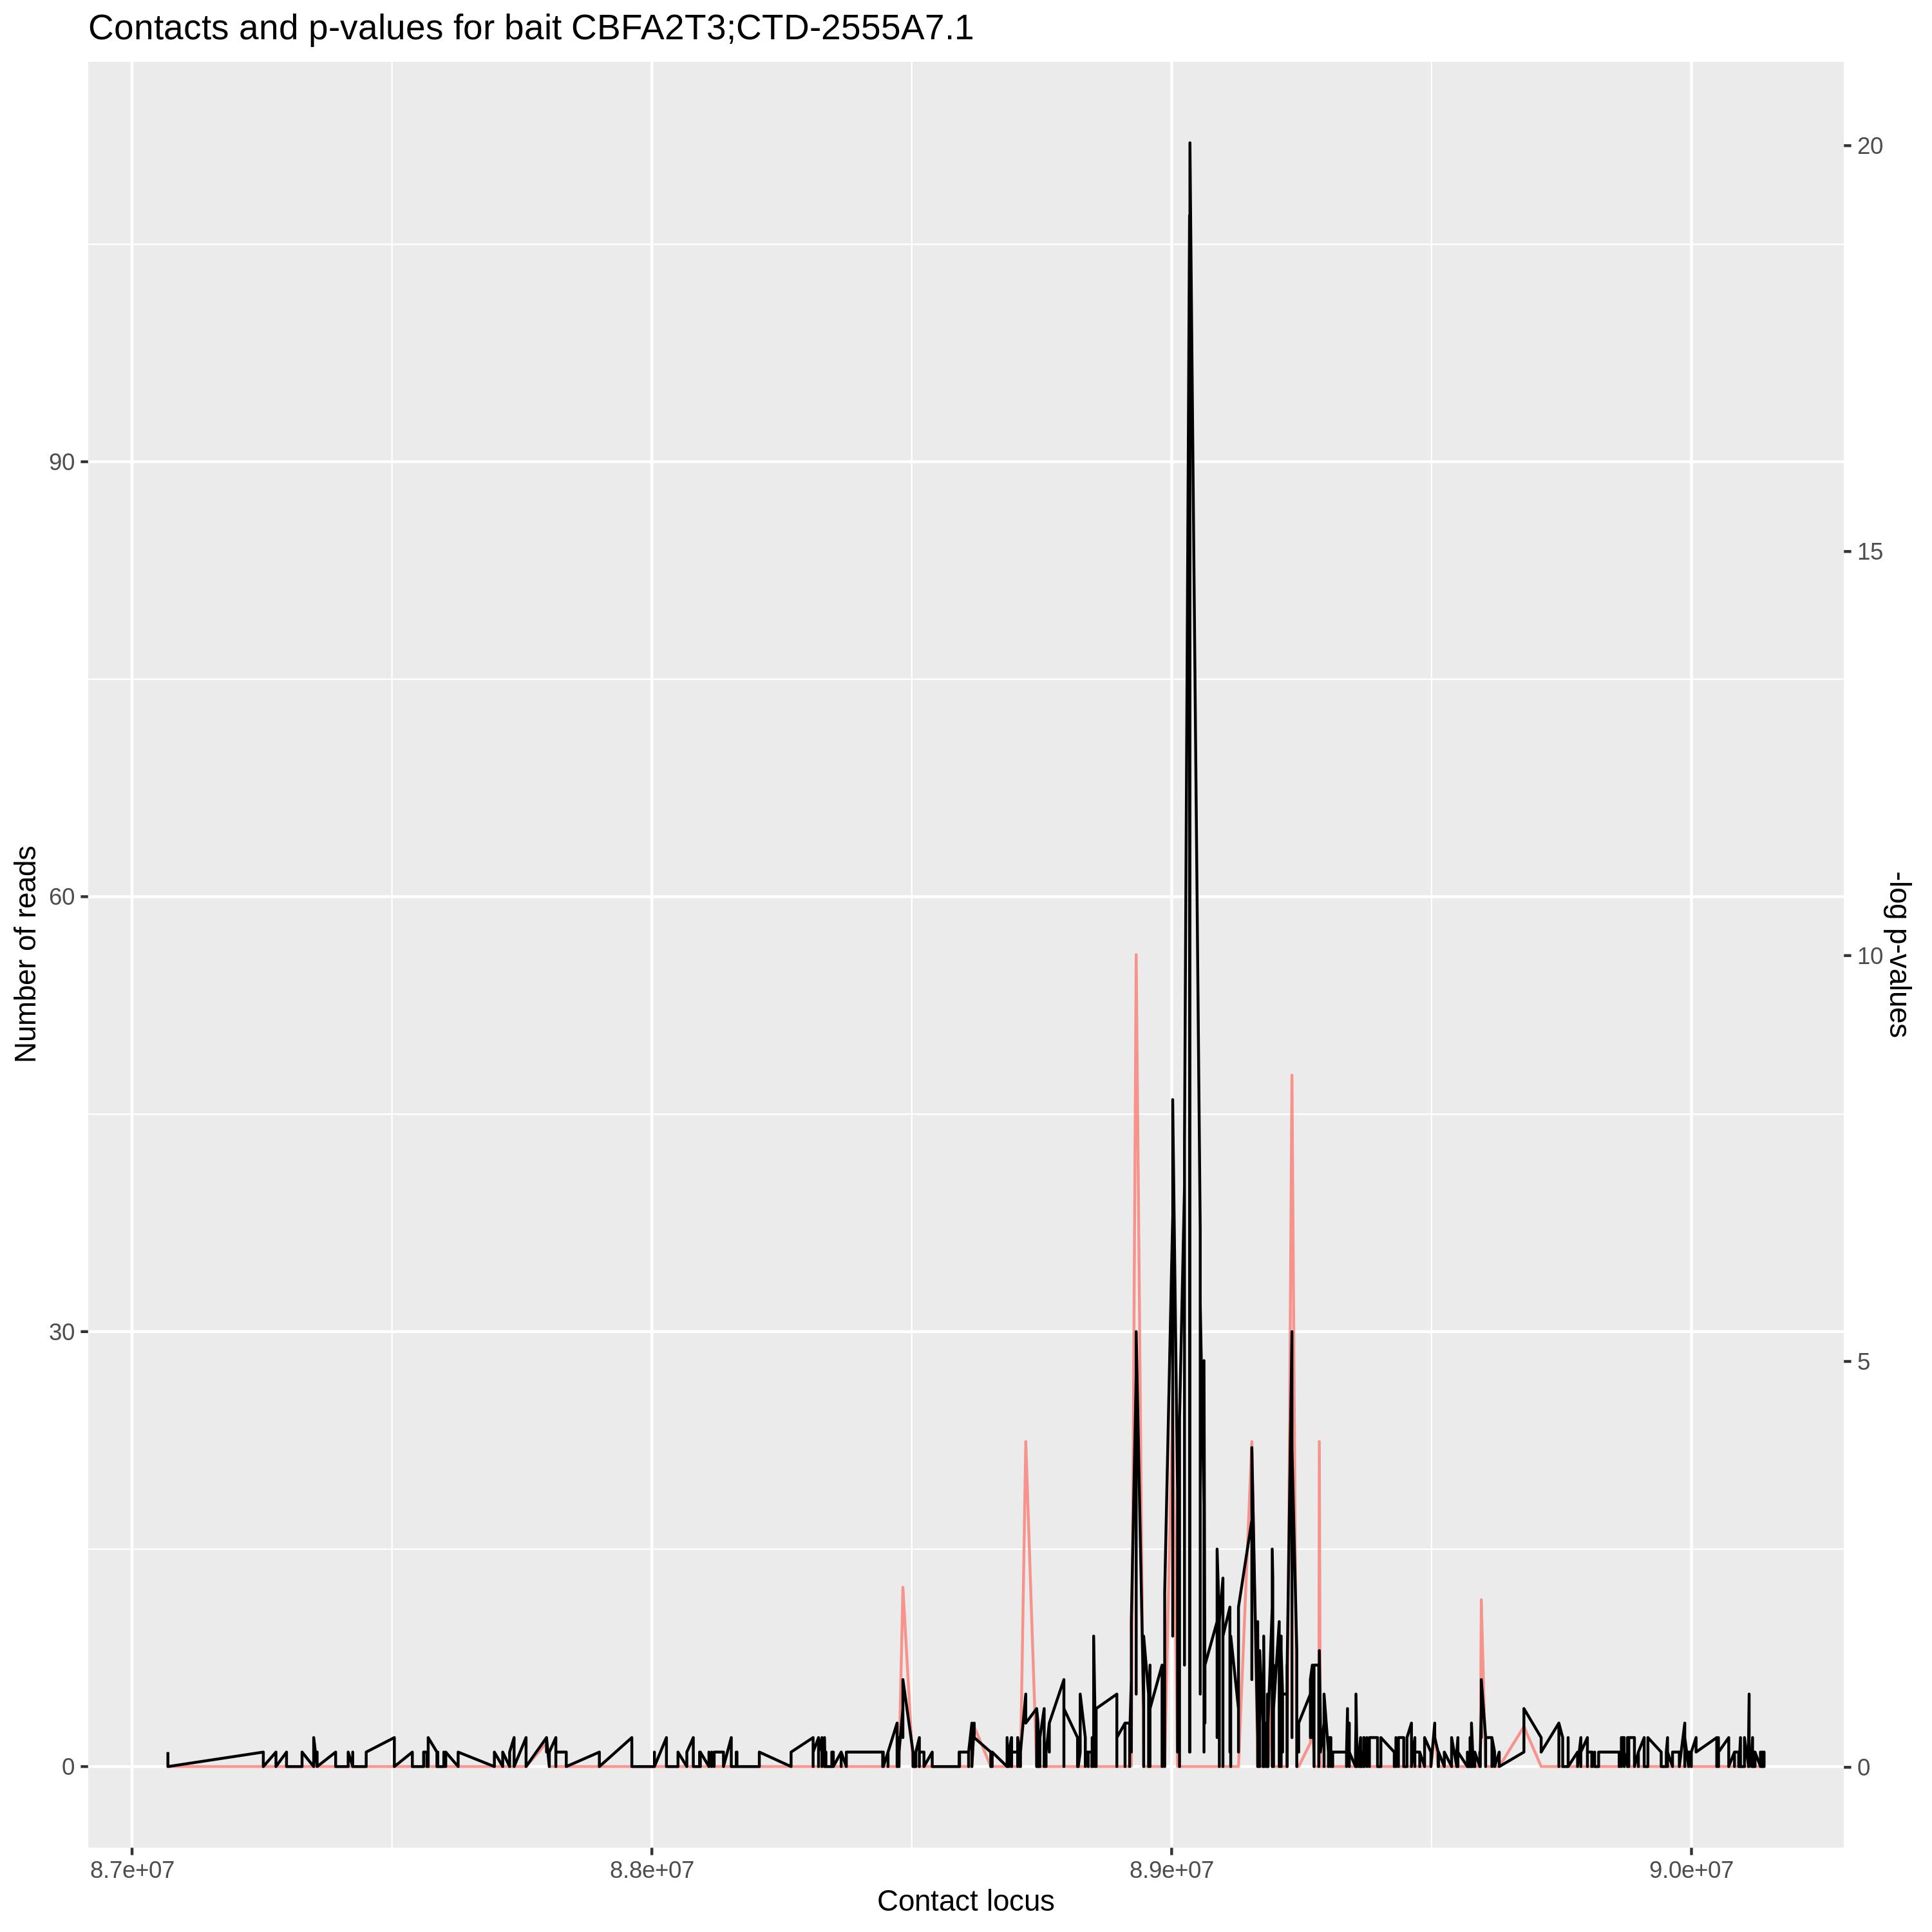 Contacts and p-values for bait CBFA2T3;CTD-2555A7.1
Number of reads
90
60
30
0
20
15
10
5
0
-log p-values
8.7e+07
8.8e+07
8.9e+07
9.0e+07
Contact locus